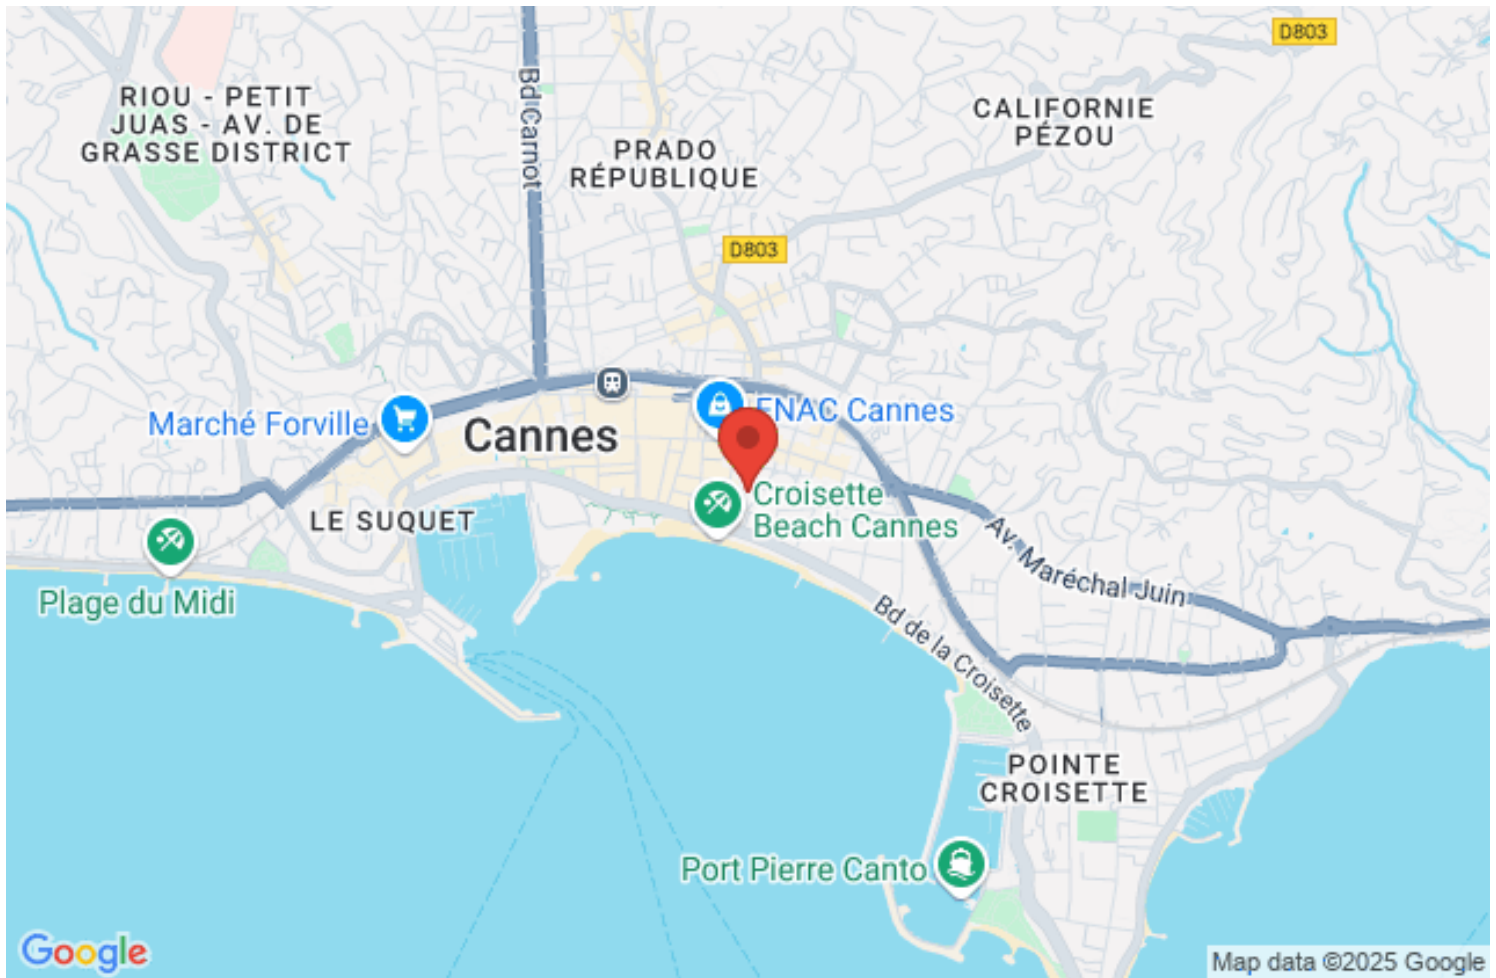 D803
RIOU - PETIT
JUAS - AV. DE
GRASSE DISTRICT
Bd Carnot
CALIFORNIE
PÉZOU
PRADO
RÉPUBLIQUE
D803
Marché Forville
FNAC Cannes
Cannes
Croisette
Beach Cannes
LE SUQUET
Av. Maréchal Juin
Plage du Midi
Bd de la Croisette
POINTE
CROISETTE
Port Pierre Canto
Google
Map data ©2025 Google